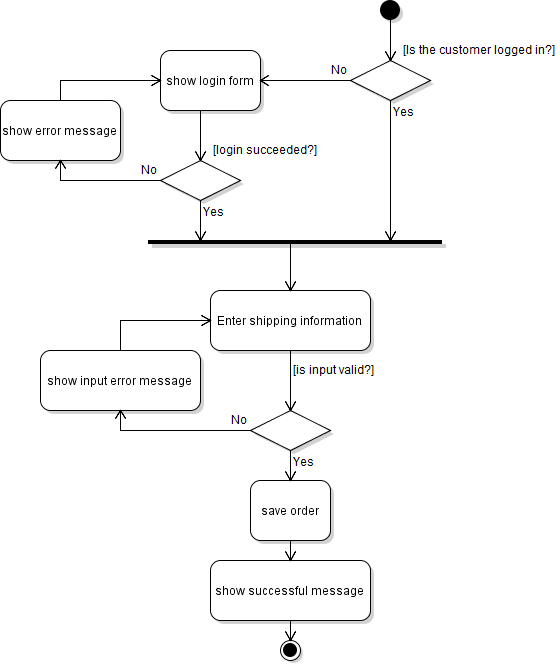 [Is the customer logged in?]
No
show login form
Yes
show error message
[login succeeded?]
No
Yes
Enter shipping information
[is input valid?]
show input error message
No
Yes
save order
show successful message